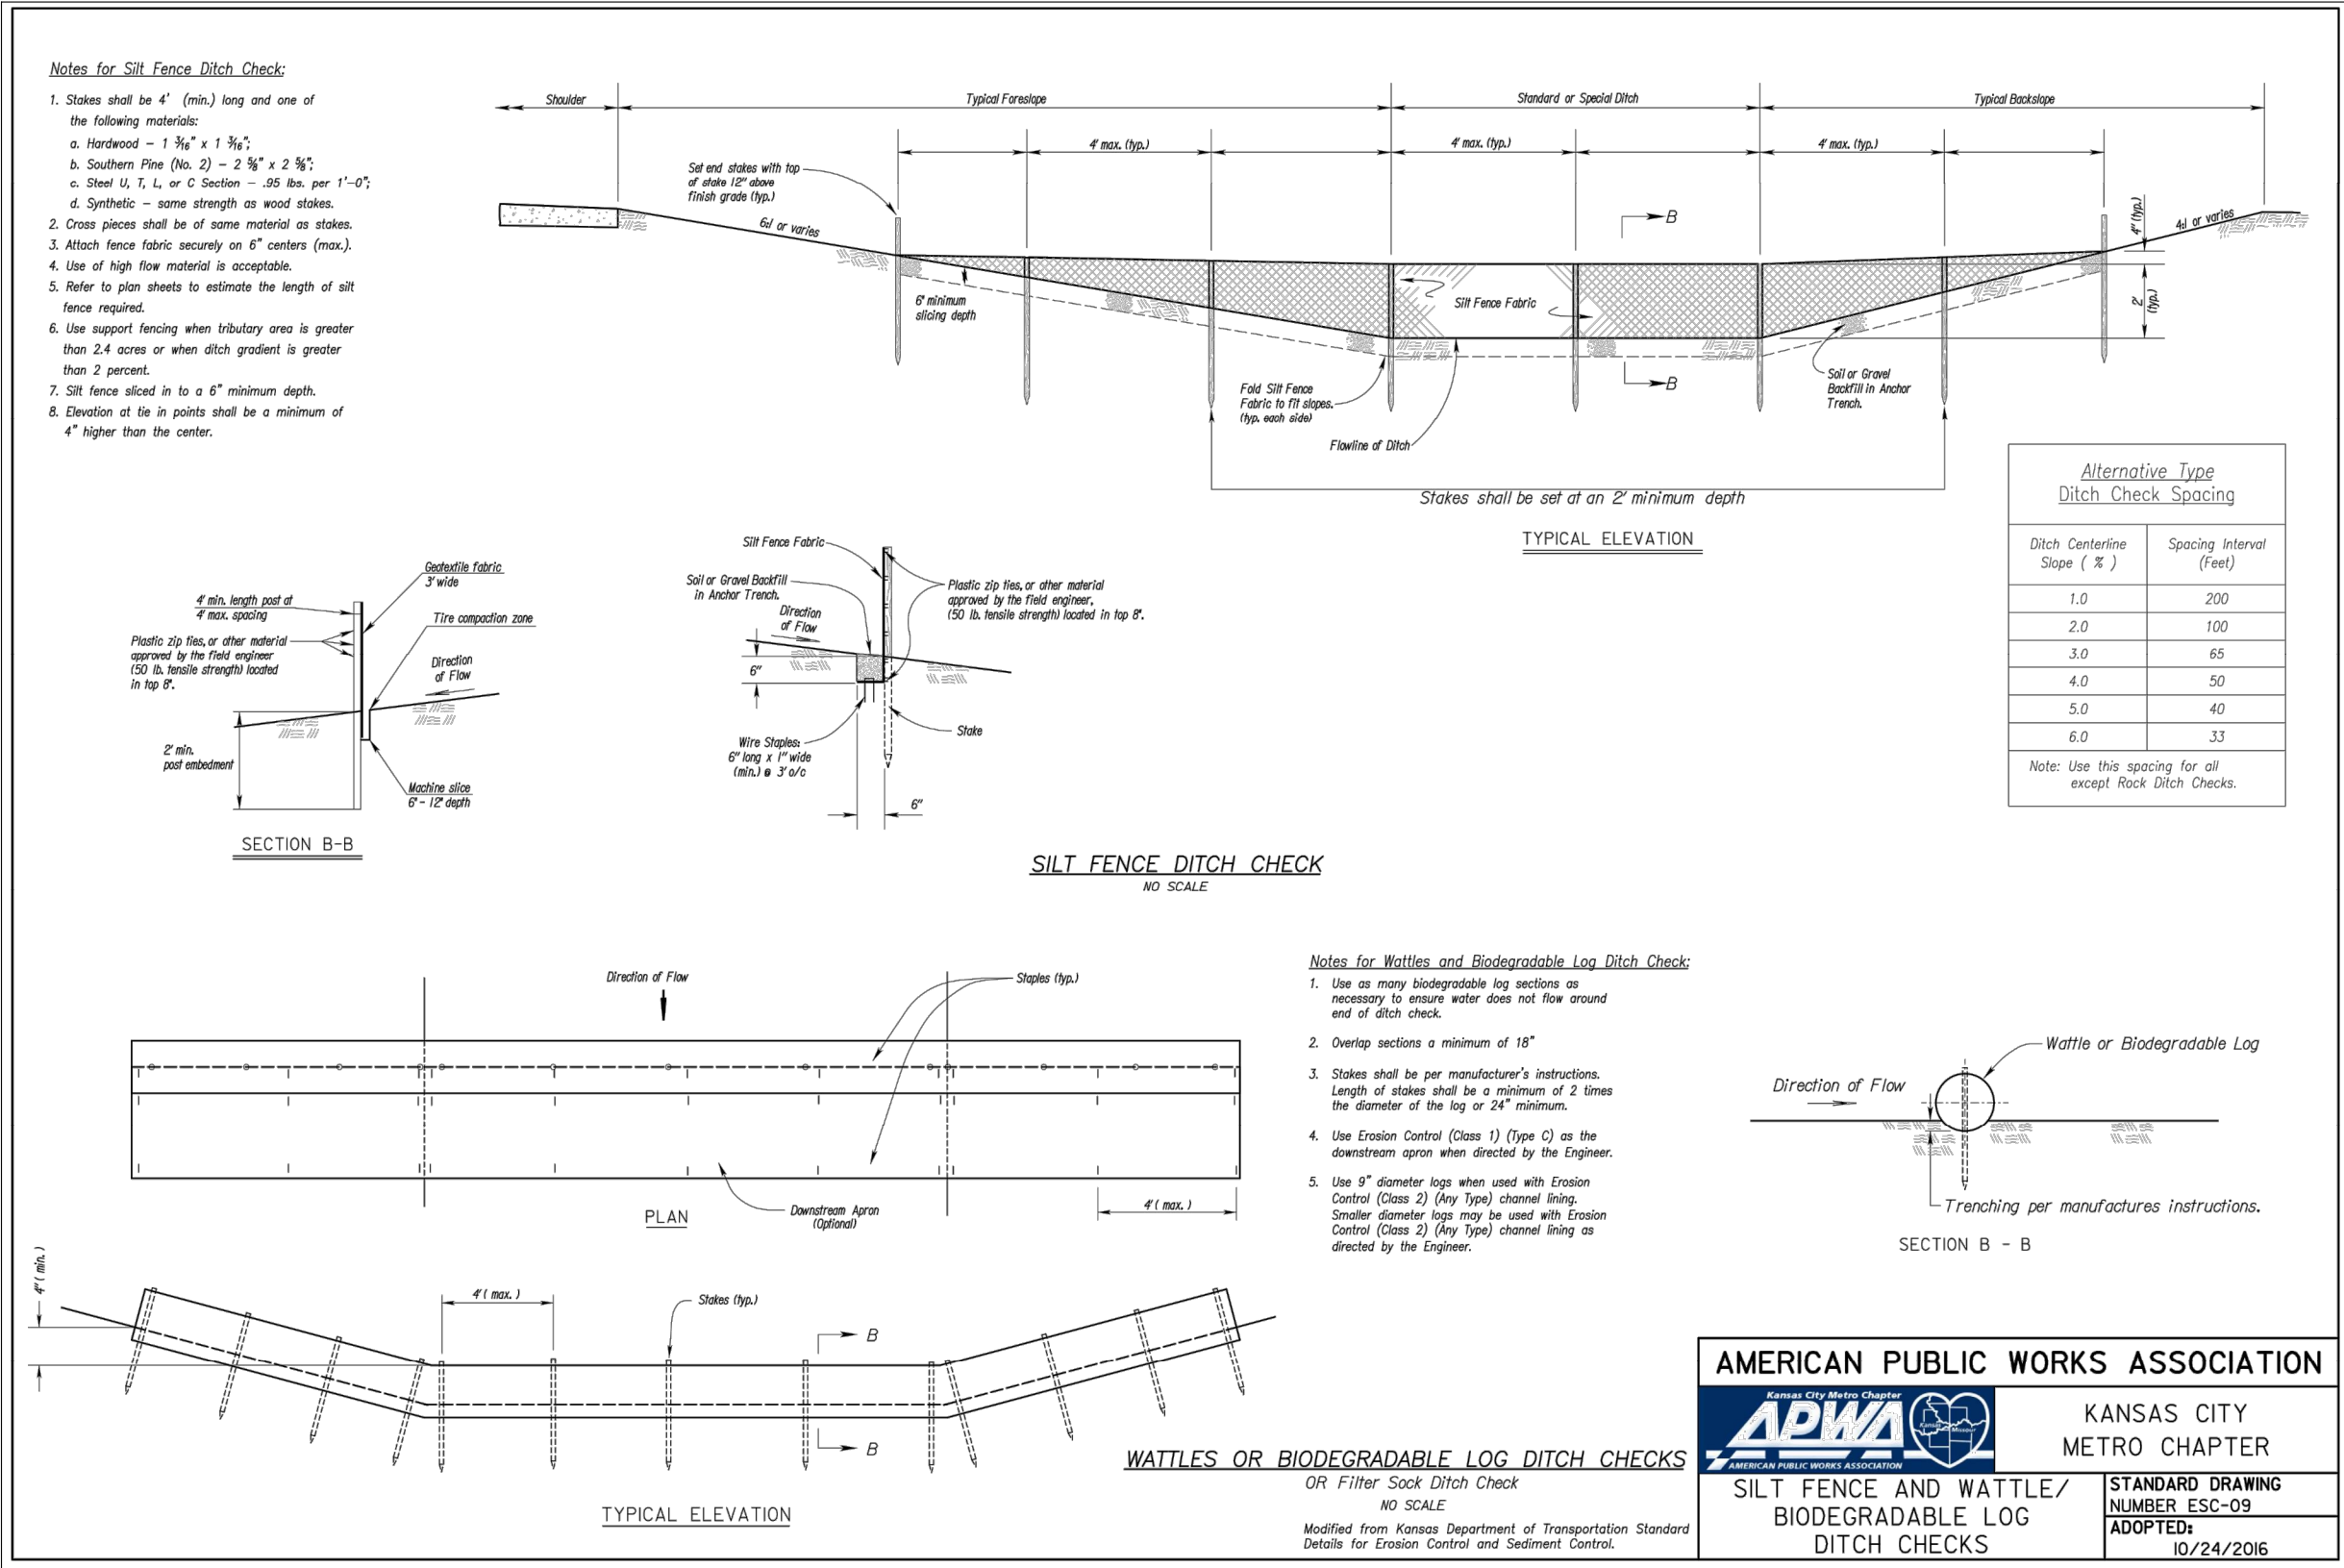 Notes for Silt Fence Ditch Check:
1. Stakes shall be 4' (min.) long and one of
the following materials:
a. Hardwood – 1 3⁄16" x 1 3⁄16";
b. Southern Pine (No. 2) – 2 5⁄8" x 2 5⁄8";
c. Steel U, T, L, or C Section – .95 lbs. per 1'-0";
d. Synthetic – same strength as wood stakes.
2. Cross pieces shall be of same material as stakes.
3. Attach fence fabric securely on 6" centers (max.).
4. Use of high flow material is acceptable.
5. Refer to plan sheets to estimate the length of silt
fence required.
6. Use support fencing when tributary area is greater
than 2.4 acres or when ditch gradient is greater
than 2 percent.
7. Silt fence sliced in to a 6" minimum depth.
8. Elevation at tie in points shall be a minimum of
4" higher than the center.
Shoulder
Typical Foreslope
Standard or Special Ditch
Typical Backslope
4' max. (typ.)
4' max. (typ.)
4' max. (typ.)
Set end stakes with top
of stake 12" above
finish grade (typ.)
6:1 or varies
B
4" (typ.)
4:1 or varies
6" minimum
slicing depth
Silt Fence Fabric
2'
(typ.)
Fold Silt Fence
Fabric to fit slopes.
(typ. each side)
B
Soil or Gravel
Backfill in Anchor
Trench.
Flowline of Ditch
Stakes shall be set at an 2' minimum depth
TYPICAL ELEVATION
Alternative Type
Ditch Check Spacing
Ditch Centerline
Slope ( % )
Spacing Interval
(Feet)
1.0 200
2.0 100
3.0 65
4.0 50
5.0 40
6.0 33
Note: Use this spacing for all
except Rock Ditch Checks.
Geotextile fabric
3' wide
4' min. length post at
4' max. spacing
Tire compaction zone
Plastic zip ties, or other material
approved by the field engineer
(50 lb. tensile strength) located
in top 8".
Direction
of Flow
2' min.
post embedment
Machine slice
6" - 12" depth
SECTION B-B
Silt Fence Fabric
Soil or Gravel Backfill
in Anchor Trench.
Plastic zip ties, or other material
approved by the field engineer,
(50 lb. tensile strength) located in top 8".
Direction
of Flow
6"
Stake
Wire Staples:
6" long x 1" wide
(min.) @ 3' o/c
6"
SILT FENCE DITCH CHECK
NO SCALE
Direction of Flow
Staples (typ.)
Downstream Apron
(Optional)
4' ( max. )
PLAN
4" ( min. )
4' ( max. )
Stakes (typ.)
B
B
TYPICAL ELEVATION
Notes for Wattles and Biodegradable Log Ditch Check:
1. Use as many biodegradable log sections as
necessary to ensure water does not flow around
end of ditch check.
2. Overlap sections a minimum of 18"
3. Stakes shall be per manufacturer's instructions.
Length of stakes shall be a minimum of 2 times
the diameter of the log or 24" minimum.
4. Use Erosion Control (Class 1) (Type C) as the
downstream apron when directed by the Engineer.
5. Use 9" diameter logs when used with Erosion
Control (Class 2) (Any Type) channel lining.
Smaller diameter logs may be used with Erosion
Control (Class 2) (Any Type) channel lining as
directed by the Engineer.
Wattle or Biodegradable Log
Direction of Flow
Trenching per manufactures instructions.
SECTION B - B
WATTLES OR BIODEGRADABLE LOG DITCH CHECKS
OR Filter Sock Ditch Check
NO SCALE
Modified from Kansas Department of Transportation Standard
Details for Erosion Control and Sediment Control.
AMERICAN PUBLIC WORKS ASSOCIATION
Kansas City Metro Chapter
APWA
Kansas
Missouri
AMERICAN PUBLIC WORKS ASSOCIATION
KANSAS CITY
METRO CHAPTER
SILT FENCE AND WATTLE/
BIODEGRADABLE LOG
DITCH CHECKS
STANDARD DRAWING
NUMBER ESC-09
ADOPTED:
10/24/2016